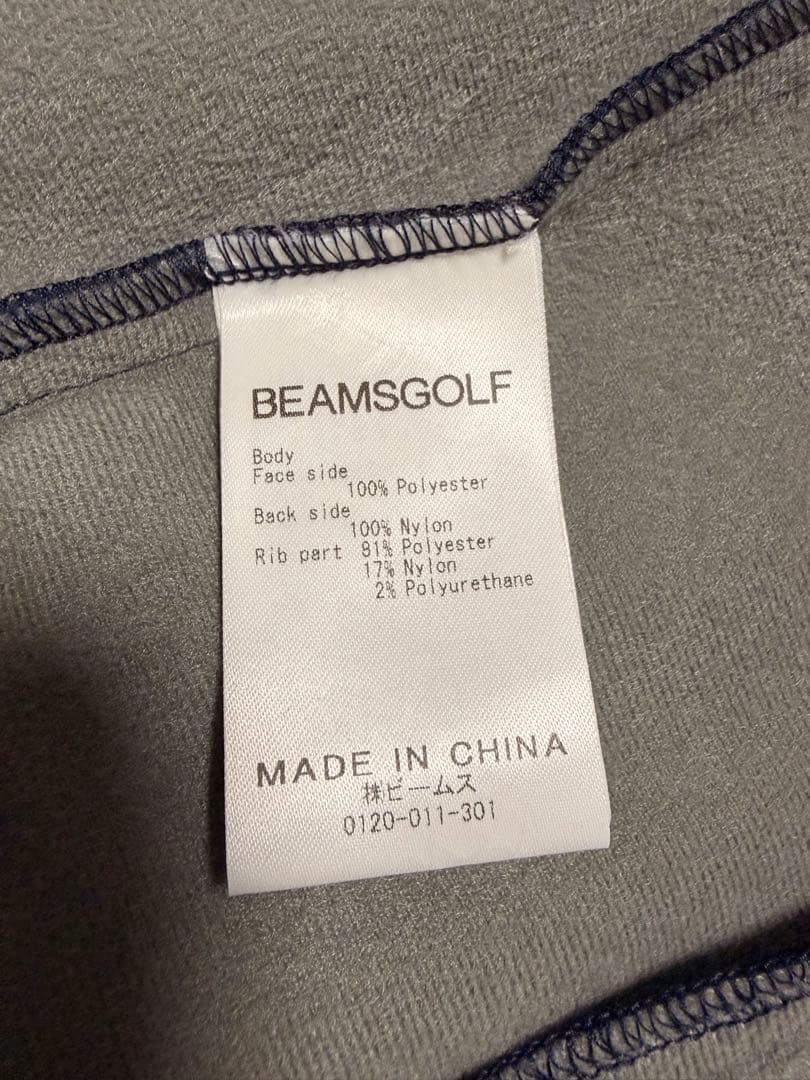 BEAMSGOLF
Body
Face side
100% Polyester
Back side
100% Nylon
Rib part 81% Polyester
17% Nylon
2% Polyurethane
MADE IN CHINA
㈱ビームス
0120-011-301